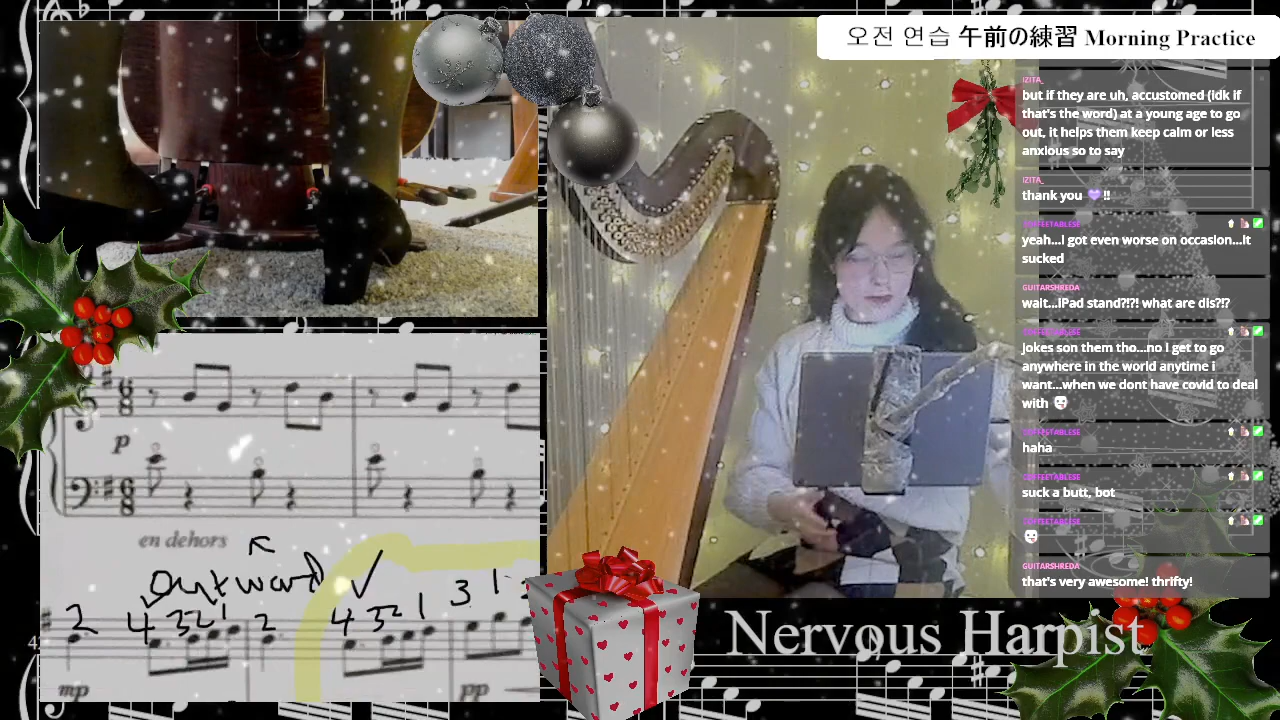 오전 연습 午前の練習 Morning Practice
IZITA_
but if they are uh, accustomed (idk if
that's the word) at a young age to go
out, it helps them keep calm or less
anxious so to say
IZITA_
thank you 💜 !!
COFFEETABLESE
yeah...i got even worse on occasion...it
sucked
GUITARSHREDA
wait...iPad stand?!?! what are dis?!?
COFFEETABLESE
jokes son them tho...no I get to go
anywhere in the world anytime i
want...when we dont have covid to deal
with
COFFEETABLESE
haha
COFFEETABLESE
suck a butt, bot
COFFEETABLESE
GUITARSHREDA
that's very awesome! thrifty!
Nervous Harpist
p
en dehors
Outward
2 4 3 2 1 2 4 3 2 1 3 1
mp pp